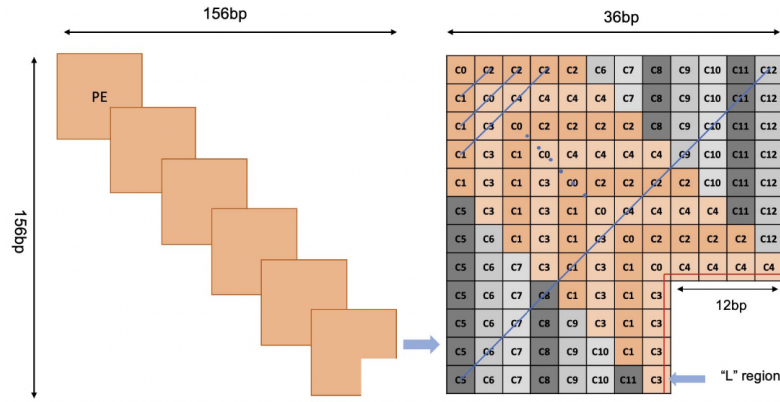 156bp
36bp
156bp
PE
C0 C2 C2 C2 C2 C6 C7 C8 C9 C10 C11 C12
C1 C0 C4 C4 C4 C4 C7 C8 C9 C10 C11 C12
C1 C3 C0 C2 C2 C2 C2 C8 C9 C10 C11 C12
C1 C3 C1 C0 C4 C4 C4 C4 C9 C10 C11 C12
C1 C3 C1 C3 C0 C2 C2 C2 C2 C10 C11 C12
C5 C3 C1 C3 C1 C0 C4 C4 C4 C4 C11 C12
C5 C6 C1 C3 C1 C3 C0 C2 C2 C2 C2 C12
C5 C6 C7 C3 C1 C3 C1 C0 C4 C4 C4 C4
C5 C6 C7 C8 C1 C3 C1 C3
12bp
C5 C6 C7 C8 C9 C3 C1 C3
C5 C6 C7 C8 C9 C10 C1 C3
C5 C6 C7 C8 C9 C10 C11 C3
“L” region